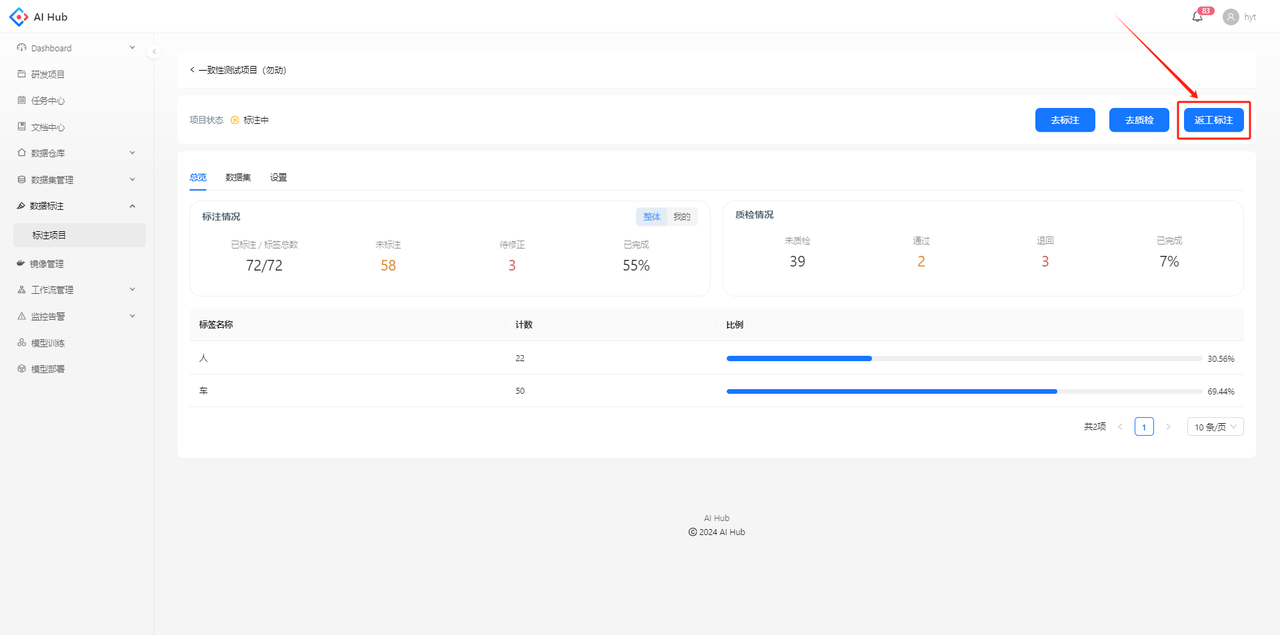 AI Hub
83
hyt
Dashboard
研发项目
任务中心
文档中心
数据仓库
数据集管理
数据标注
标注项目
镜像管理
工作流管理
监控告警
模型训练
模型部署
一致性测试项目（勿动）
项目状态 标注中
去标注 去质检 返工标注
总览 数据集 设置
标注情况 整体 我的
已标注 / 标签总数 未标注 待修正 已完成
72/72 58 3 55%
质检情况
未质检 通过 退回 已完成
39 2 3 7%
标签名称 计数 比例
人 22 30.56%
车 50 69.44%
共2项 1 10 条/页
AI Hub
© 2024 AI Hub